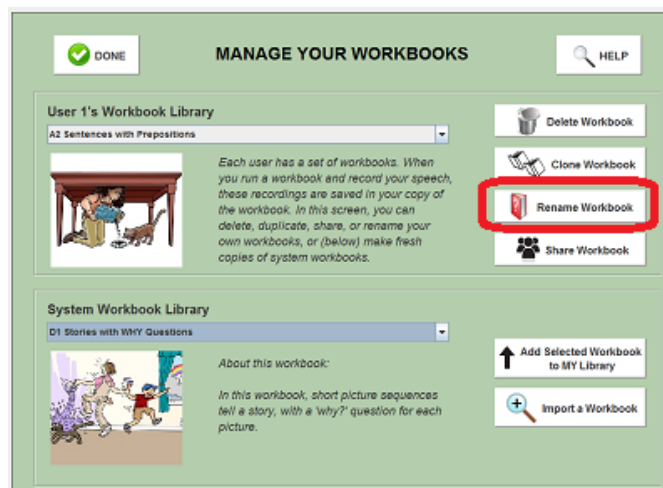 DONE
MANAGE YOUR WORKBOOKS
HELP
User 1's Workbook Library
A2 Sentences with Prepositions
Each user has a set of workbooks. When
you run a workbook and record your speech,
these recordings are saved in your copy of
the workbook. In this screen, you can
delete, duplicate, share, or rename your
own workbooks, or (below) make fresh
copies of system workbooks.
Delete Workbook
Clone Workbook
Rename Workbook
Share Workbook
System Workbook Library
D1 Stories with WHY Questions
About this workbook:
In this workbook, short picture sequences
tell a story, with a 'why?' question for each
picture.
Add Selected Workbook
to MY Library
Import a Workbook